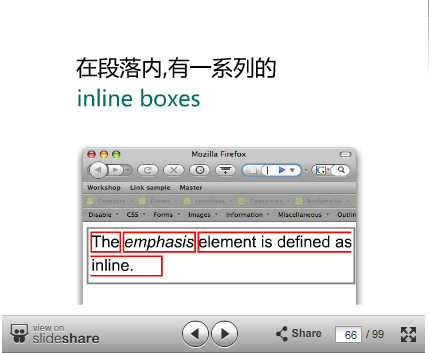 在段落内,有一系列的
inline boxes
Mozilla Firefox
Workshop Link sample Master
Contacts Events Locations Tagspaces Bookmarks
Disable CSS Forms Images Information Miscellaneous Outlin
The emphasis element is defined as
inline.
view on
slideshare
Share
66 / 99